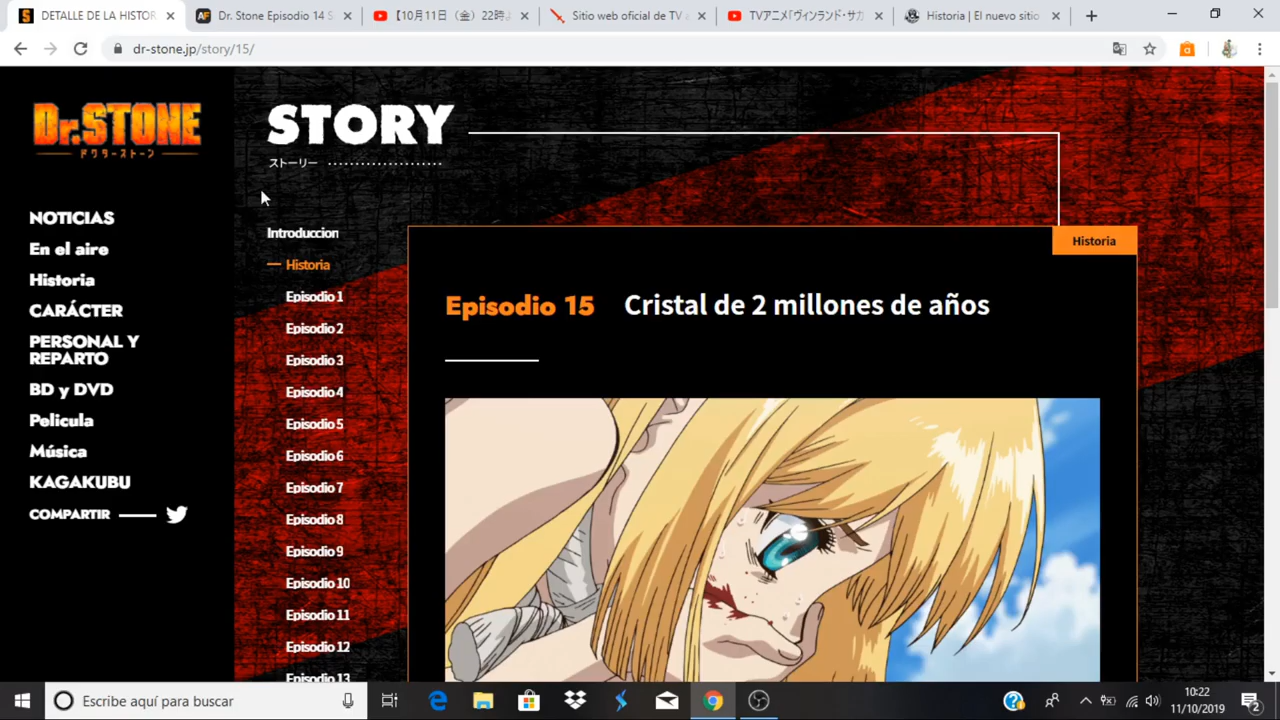 DETALLE DE LA HISTOR
Dr. Stone Episodio 14 S
【10月11日（金）22時
Sitio web oficial de TV
TVアニメ「ヴィンランド・サガ
Historia | El nuevo sitio
dr-stone.jp/story/15/
Dr.STONE
ドクターストーン
NOTICIAS
En el aire
Historia
CARÁCTER
PERSONAL Y
REPARTO
BD y DVD
Pelicula
Música
KAGAKUBU
COMPARTIR
STORY
ストーリー
Introduccion
Historia
Episodio 1
Episodio 2
Episodio 3
Episodio 4
Episodio 5
Episodio 6
Episodio 7
Episodio 8
Episodio 9
Episodio 10
Episodio 11
Episodio 12
Episodio 13
Historia
Episodio 15 Cristal de 2 millones de años
Escribe aquí para buscar
10:22
11/10/2019
2